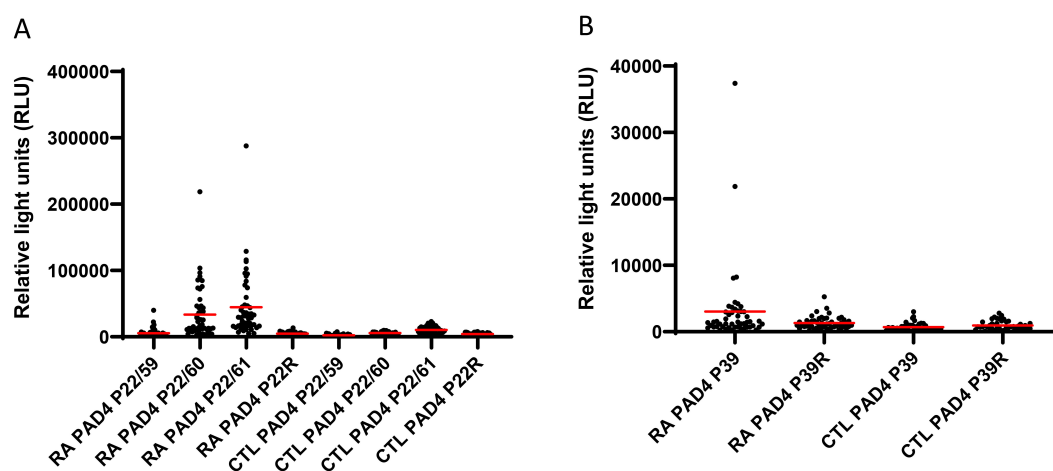 A
Relative light units (RLU)
400000
300000
200000
100000
0
RA PAD4 P22/59
RA PAD4 P22/60
RA PAD4 P22/61
RA PAD4 P22R
CTL PAD4 P22/59
CTL PAD4 P22/60
CTL PAD4 P22/61
CTL PAD4 P22R
B
Relative light units (RLU)
40000
30000
20000
10000
0
RA PAD4 P39
RA PAD4 P39R
CTL PAD4 P39
CTL PAD4 P39R